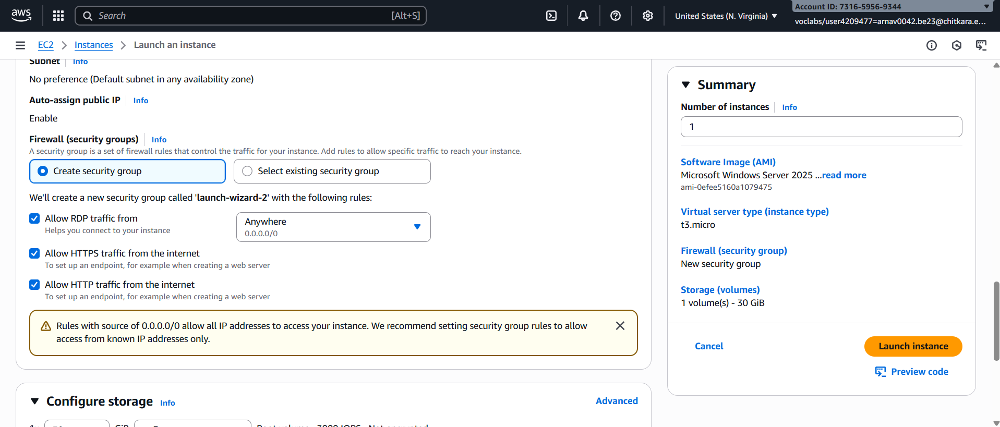 aws
Search
[Alt+S]
United States (N. Virginia)
Account ID: 7316-5956-9344
voclabs/user4209477=arnav0042.be23@chitkara.e...
EC2
Instances
Launch an instance
Subnet
Info
No preference (Default subnet in any availability zone)
Auto-assign public IP
Info
Enable
Firewall (security groups)
Info
A security group is a set of firewall rules that control the traffic for your instance. Add rules to allow specific traffic to reach your instance.
Create security group
Select existing security group
We'll create a new security group called 'launch-wizard-2' with the following rules:
Allow RDP traffic from
Helps you connect to your instance
Anywhere
0.0.0.0/0
Allow HTTPS traffic from the internet
To set up an endpoint, for example when creating a web server
Allow HTTP traffic from the internet
To set up an endpoint, for example when creating a web server
Rules with source of 0.0.0.0/0 allow all IP addresses to access your instance. We recommend setting security group rules to allow
access from known IP addresses only.
Configure storage
Info
Advanced
GiB
Root volume
3000 IOPS
Not encrypted
Summary
Number of instances
Info
1
Software Image (AMI)
Microsoft Windows Server 2025 ...read more
ami-0efee5160a1079475
Virtual server type (instance type)
t3.micro
Firewall (security group)
New security group
Storage (volumes)
1 volume(s) - 30 GiB
Cancel
Launch instance
Preview code